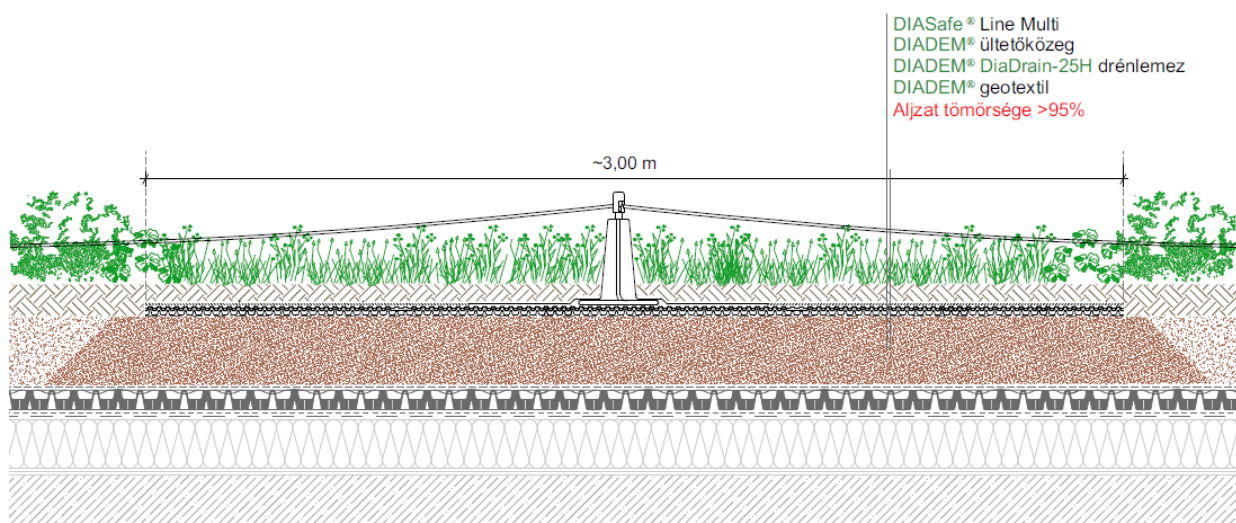 DIASafe® Line Multi
DIADEM® ültetőközeg
DIADEM® DiaDrain-25H drénlemez
DIADEM® geotextil
Aljzat tömörsége >95%
~3,00 m